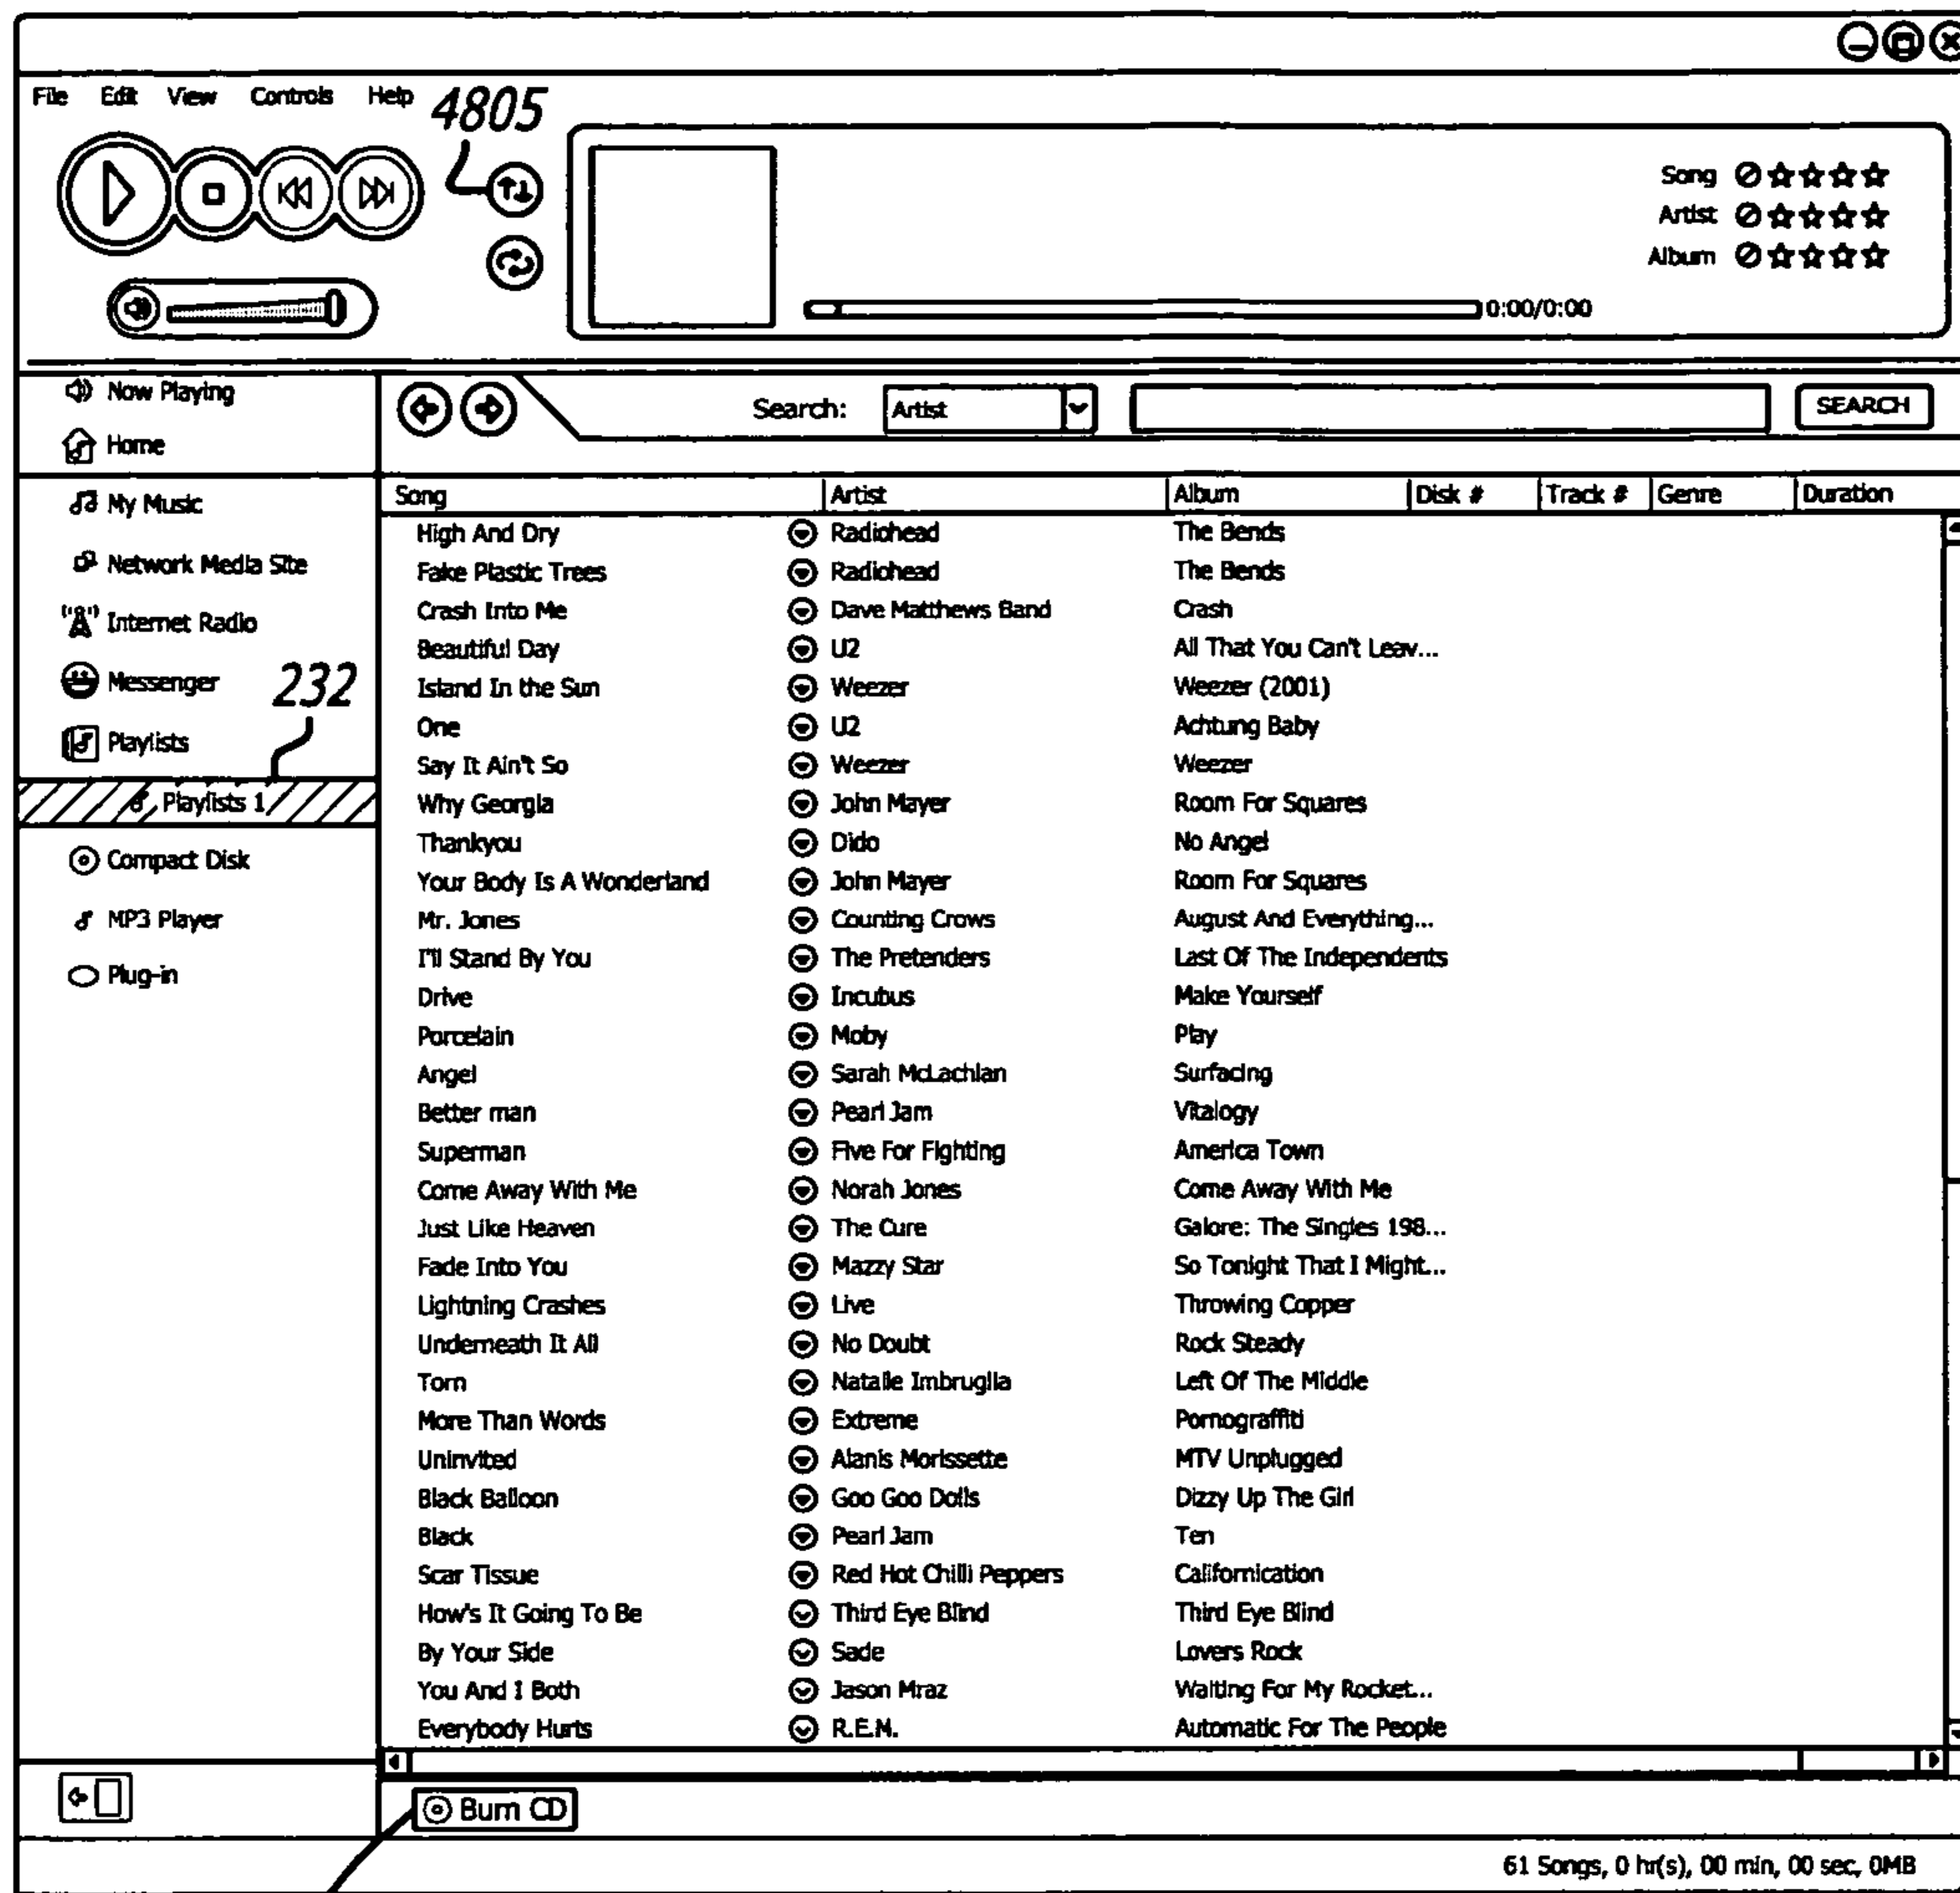 File Edit View Controls Help
4805
Song
Artist
Album
0:00/0:00
Now Playing
Home
My Music
Network Media Site
Internet Radio
Messenger
232
Playlists
Playlists 1
Compact Disk
MP3 Player
Plug-in
Search: Artist SEARCH
Song Artist Album Disk # Track # Genre Duration
High And Dry Radiohead The Bends
Fake Plastic Trees Radiohead The Bends
Crash Into Me Dave Matthews Band Crash
Beautiful Day U2 All That You Can't Leav...
Island In the Sun Weezer Weezer (2001)
One U2 Achtung Baby
Say It Ain't So Weezer Weezer
Why Georgia John Mayer Room For Squares
Thankyou Dido No Angel
Your Body Is A Wonderland John Mayer Room For Squares
Mr. Jones Counting Crows August And Everything...
I'll Stand By You The Pretenders Last Of The Independents
Drive Incubus Make Yourself
Porcelain Moby Play
Angel Sarah McLachlan Surfacing
Better man Pearl Jam Vitalogy
Superman Five For Fighting America Town
Come Away With Me Norah Jones Come Away With Me
Just Like Heaven The Cure Galore: The Singles 198...
Fade Into You Mazzy Star So Tonight That I Might...
Lightning Crashes Live Throwing Copper
Underneath It All No Doubt Rock Steady
Torn Natalie Imbruglia Left Of The Middle
More Than Words Extreme Pornograffiti
Uninvited Alanis Morissette MTV Unplugged
Black Balloon Goo Goo Dolls Dizzy Up The Girl
Black Pearl Jam Ten
Scar Tissue Red Hot Chilli Peppers Californication
How's It Going To Be Third Eye Blind Third Eye Blind
By Your Side Sade Lovers Rock
You And I Both Jason Mraz Waiting For My Rocket...
Everybody Hurts R.E.M. Automatic For The People
Burn CD
61 Songs, 0 hr(s), 00 min, 00 sec, 0MB